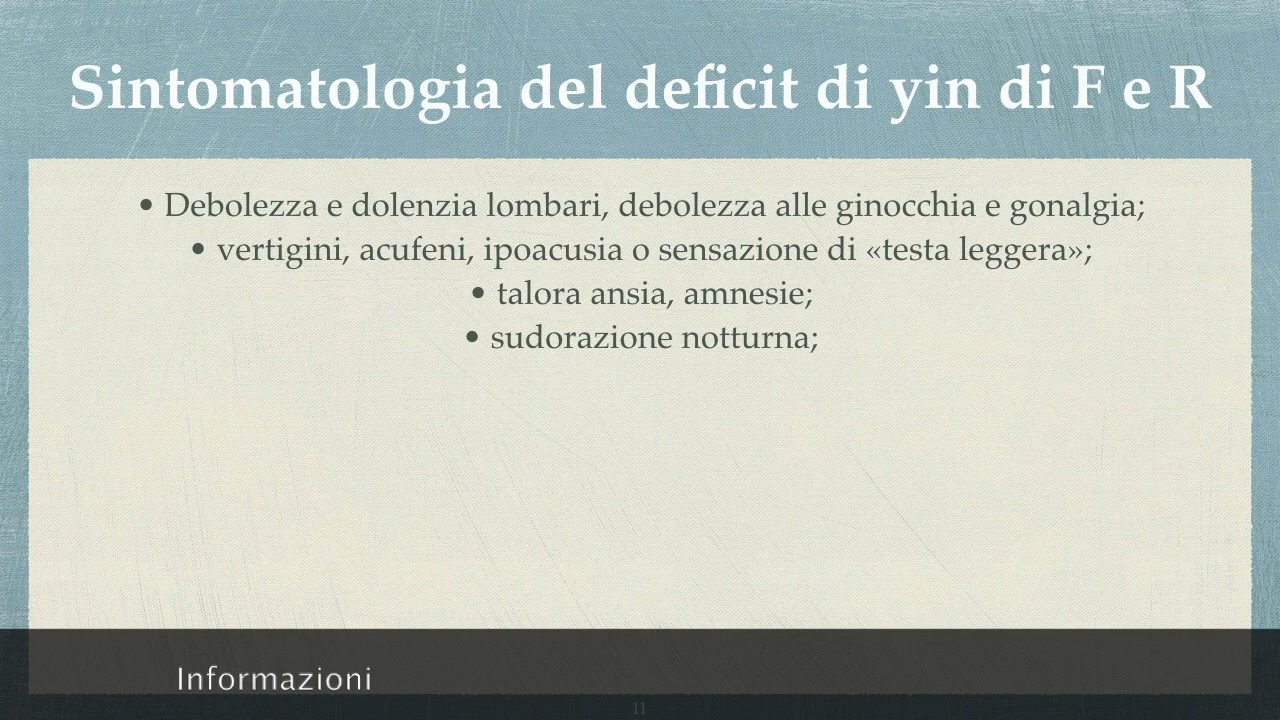 Sintomatologia del deficit di yin di F e R
• Debolezza e dolenzia lombari, debolezza alle ginocchia e gonalgia;
• vertigini, acufeni, ipoacusia o sensazione di «testa leggera»;
• talora ansia, amnesie;
• sudorazione notturna;
Informazioni
11